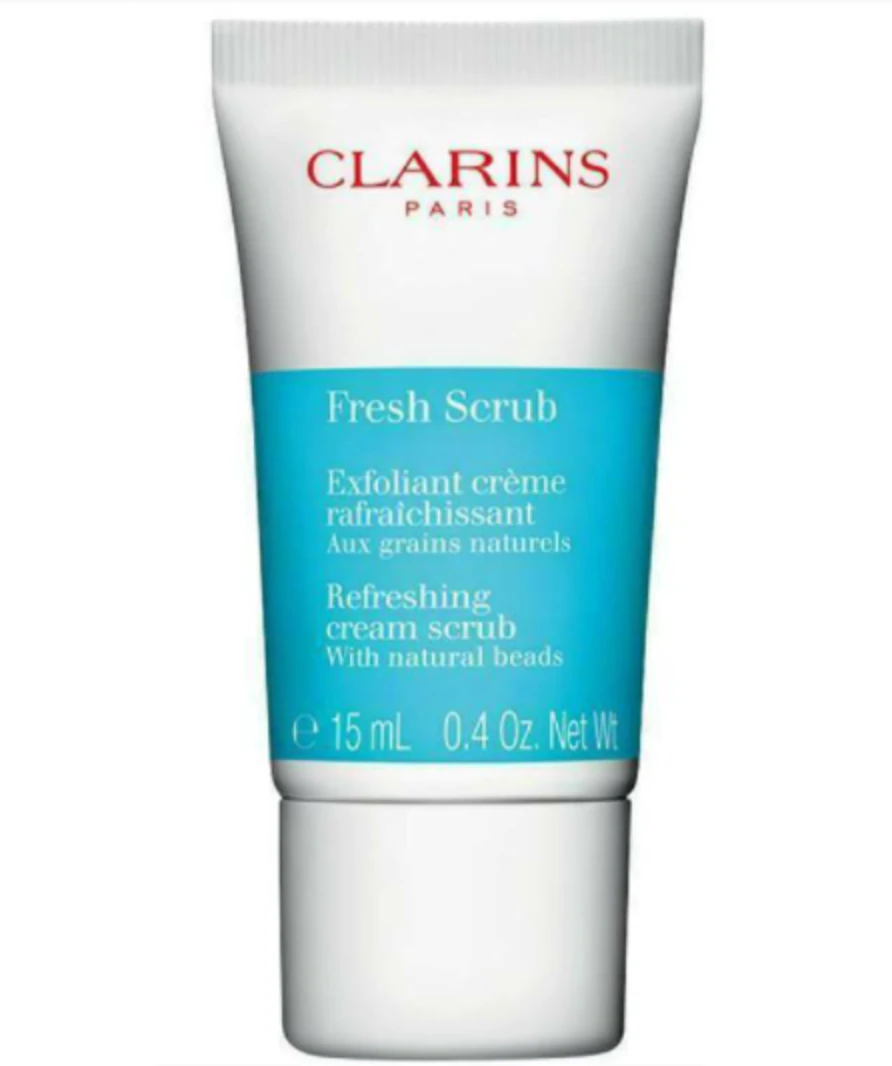 CLARINS
PARIS
Fresh Scrub
Exfoliant crème
rafraîchissant
Aux grains naturels
Refreshing
cream scrub
With natural beads
℮ 15 mL 0.4 Oz. Net Wt